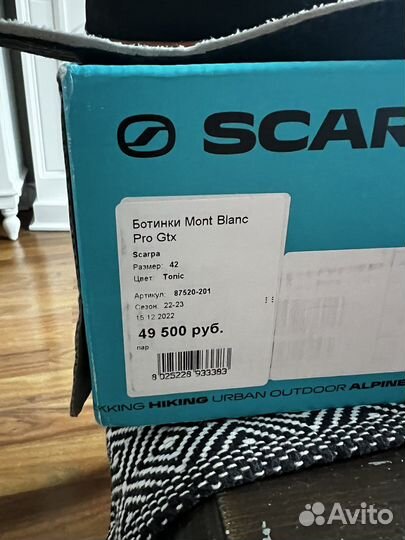 SCAR
Ботинки Mont Blanc
Pro Gtx
Scarpa
Размер: 42
Цвет: Tonic
Артикул: 87520-201
Сезон: 22-23
15.12.2022
49 500 руб.
пар
8 025228 933383
KKING HIKING URBAN OUTDOOR ALPINE
Avito